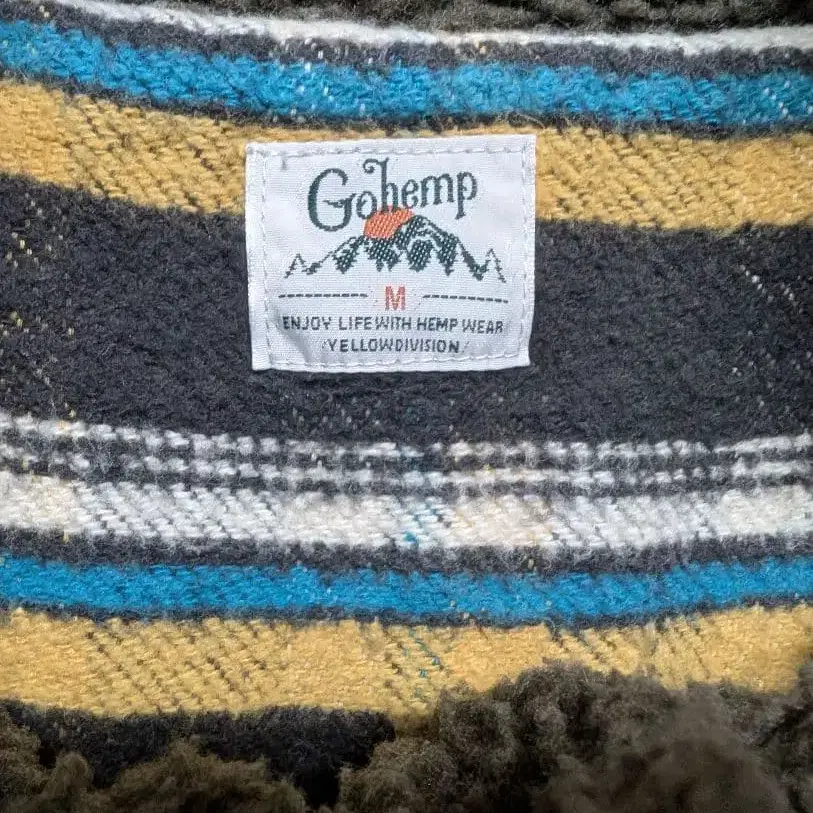 Gohemp
M
ENJOY LIFE WITH HEMP WEAR
/YELLOWDIVISION/